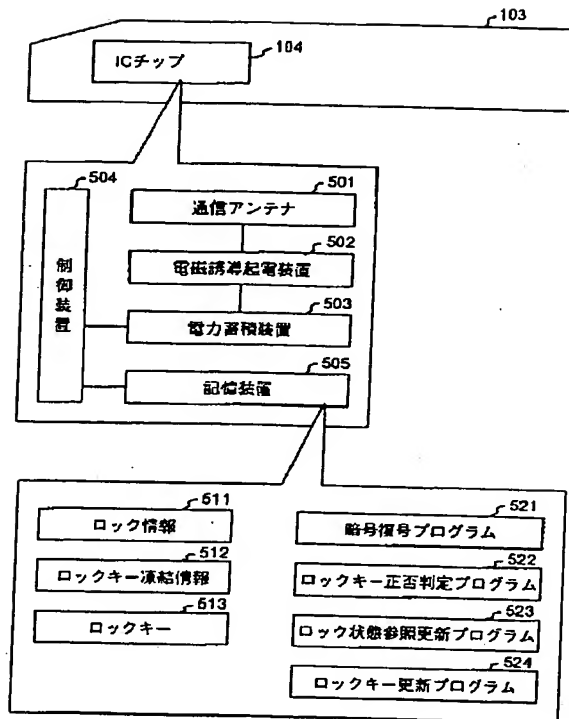 103
104
ICチップ
504
501
通信アンテナ
502
電磁誘導起電装置
503
電力蓄積装置
505
記憶装置
制御装置
511
ロック情報
512
ロックキー凍結情報
513
ロックキー
521
暗号復号プログラム
522
ロックキー正否判定プログラム
523
ロック状態参照更新プログラム
524
ロックキー更新プログラム